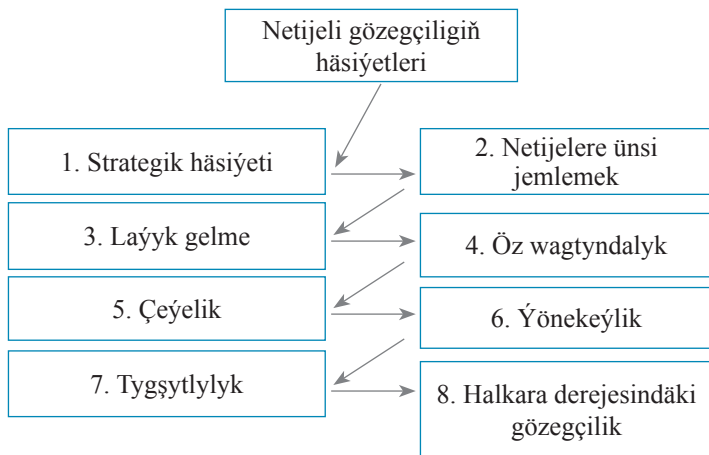 Netijeli gözegçiligiň
häsiýetleri
1. Strategik häsiýeti
2. Netijelere ünsi
jemlemek
3. Laýyk gelme
4. Öz wagtyndalyk
5. Çeýelik
6. Ýönekeýlik
7. Tygşytlylyk
8. Halkara derejesindäki
gözegçilik